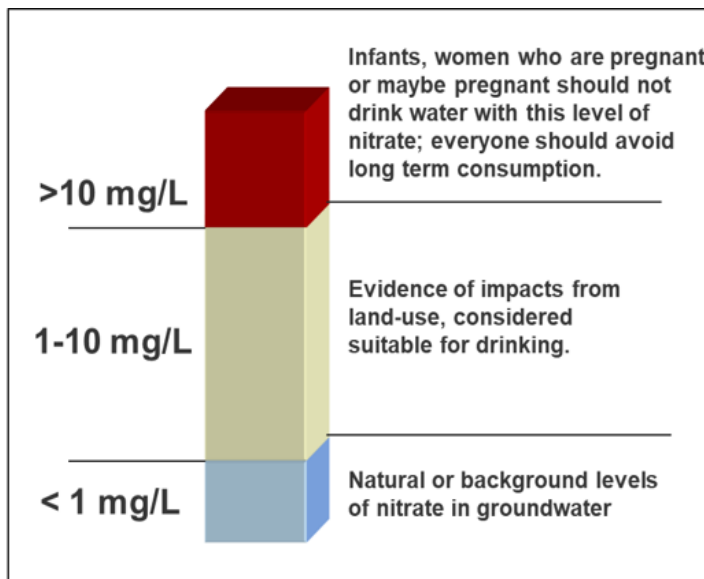 Infants, women who are pregnant
or maybe pregnant should not
drink water with this level of
nitrate; everyone should avoid
long term consumption.
>10 mg/L
Evidence of impacts from
land-use, considered
suitable for drinking.
1-10 mg/L
Natural or background levels
of nitrate in groundwater
< 1 mg/L